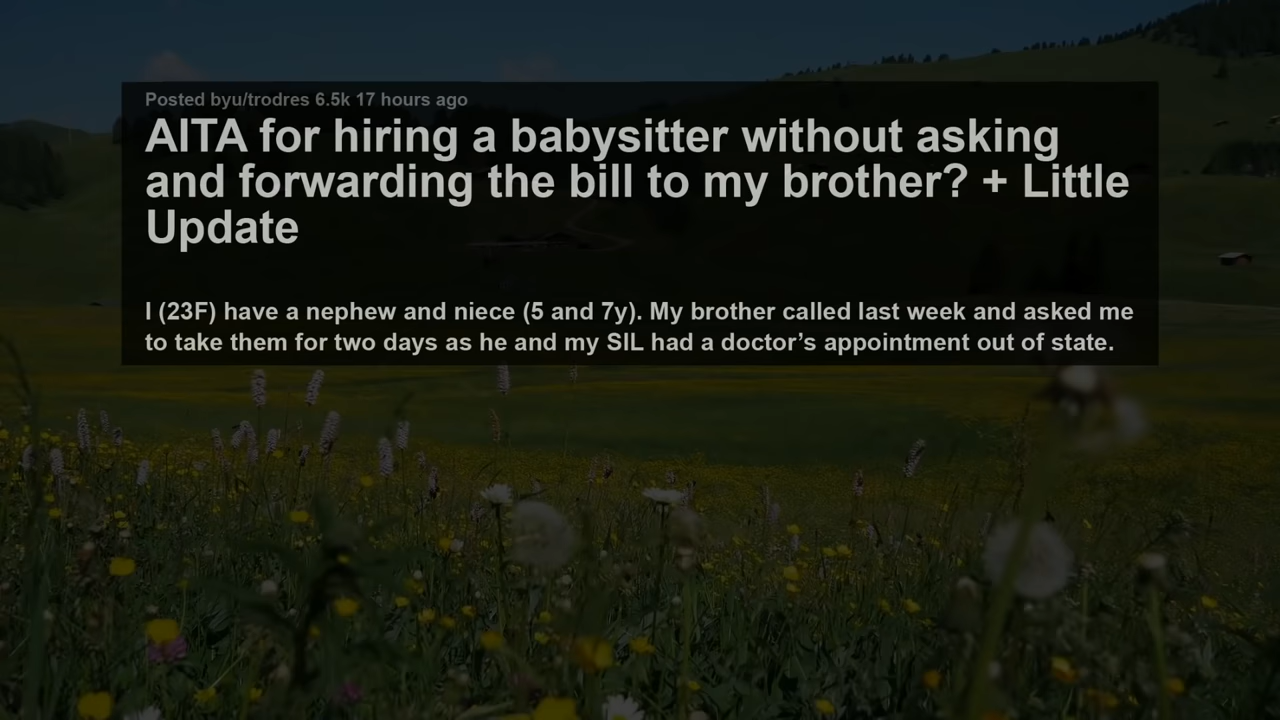 Posted byu/trodres 6.5k 17 hours ago
AITA for hiring a babysitter without asking
and forwarding the bill to my brother? + Little
Update
I (23F) have a nephew and niece (5 and 7y). My brother called last week and asked me
to take them for two days as he and my SIL had a doctor’s appointment out of state.